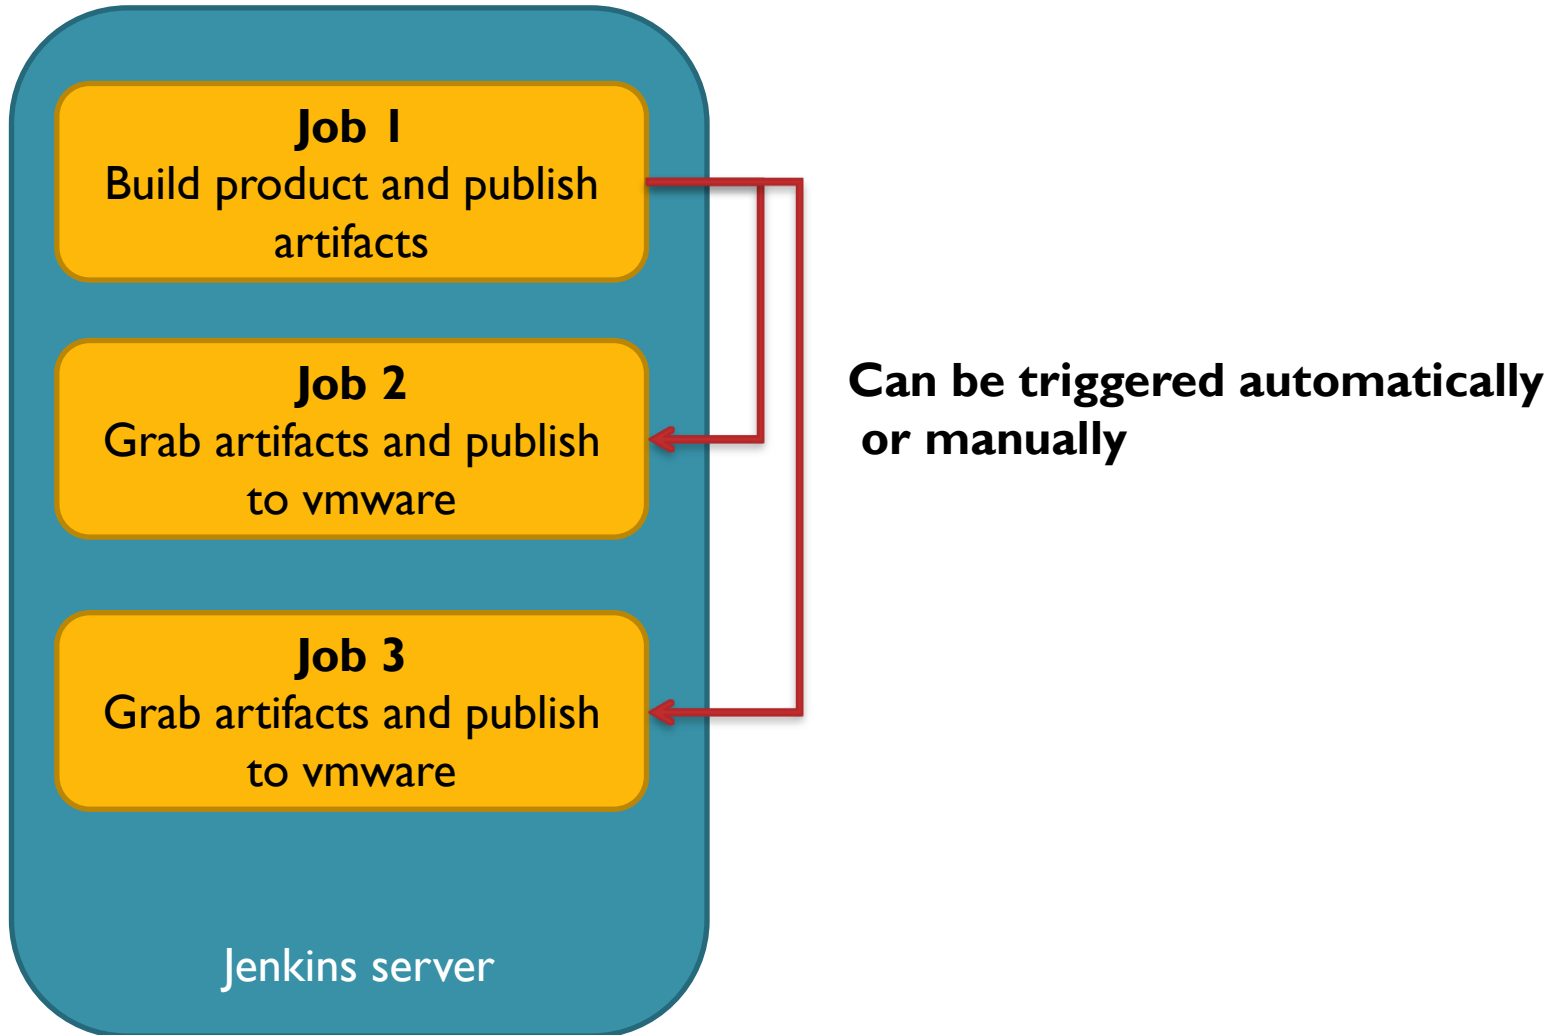 Job 1
Build product and publish
artifacts
Job 2
Grab artifacts and publish
to vmware
Can be triggered automatically
or manually
Job 3
Grab artifacts and publish
to vmware
Jenkins server